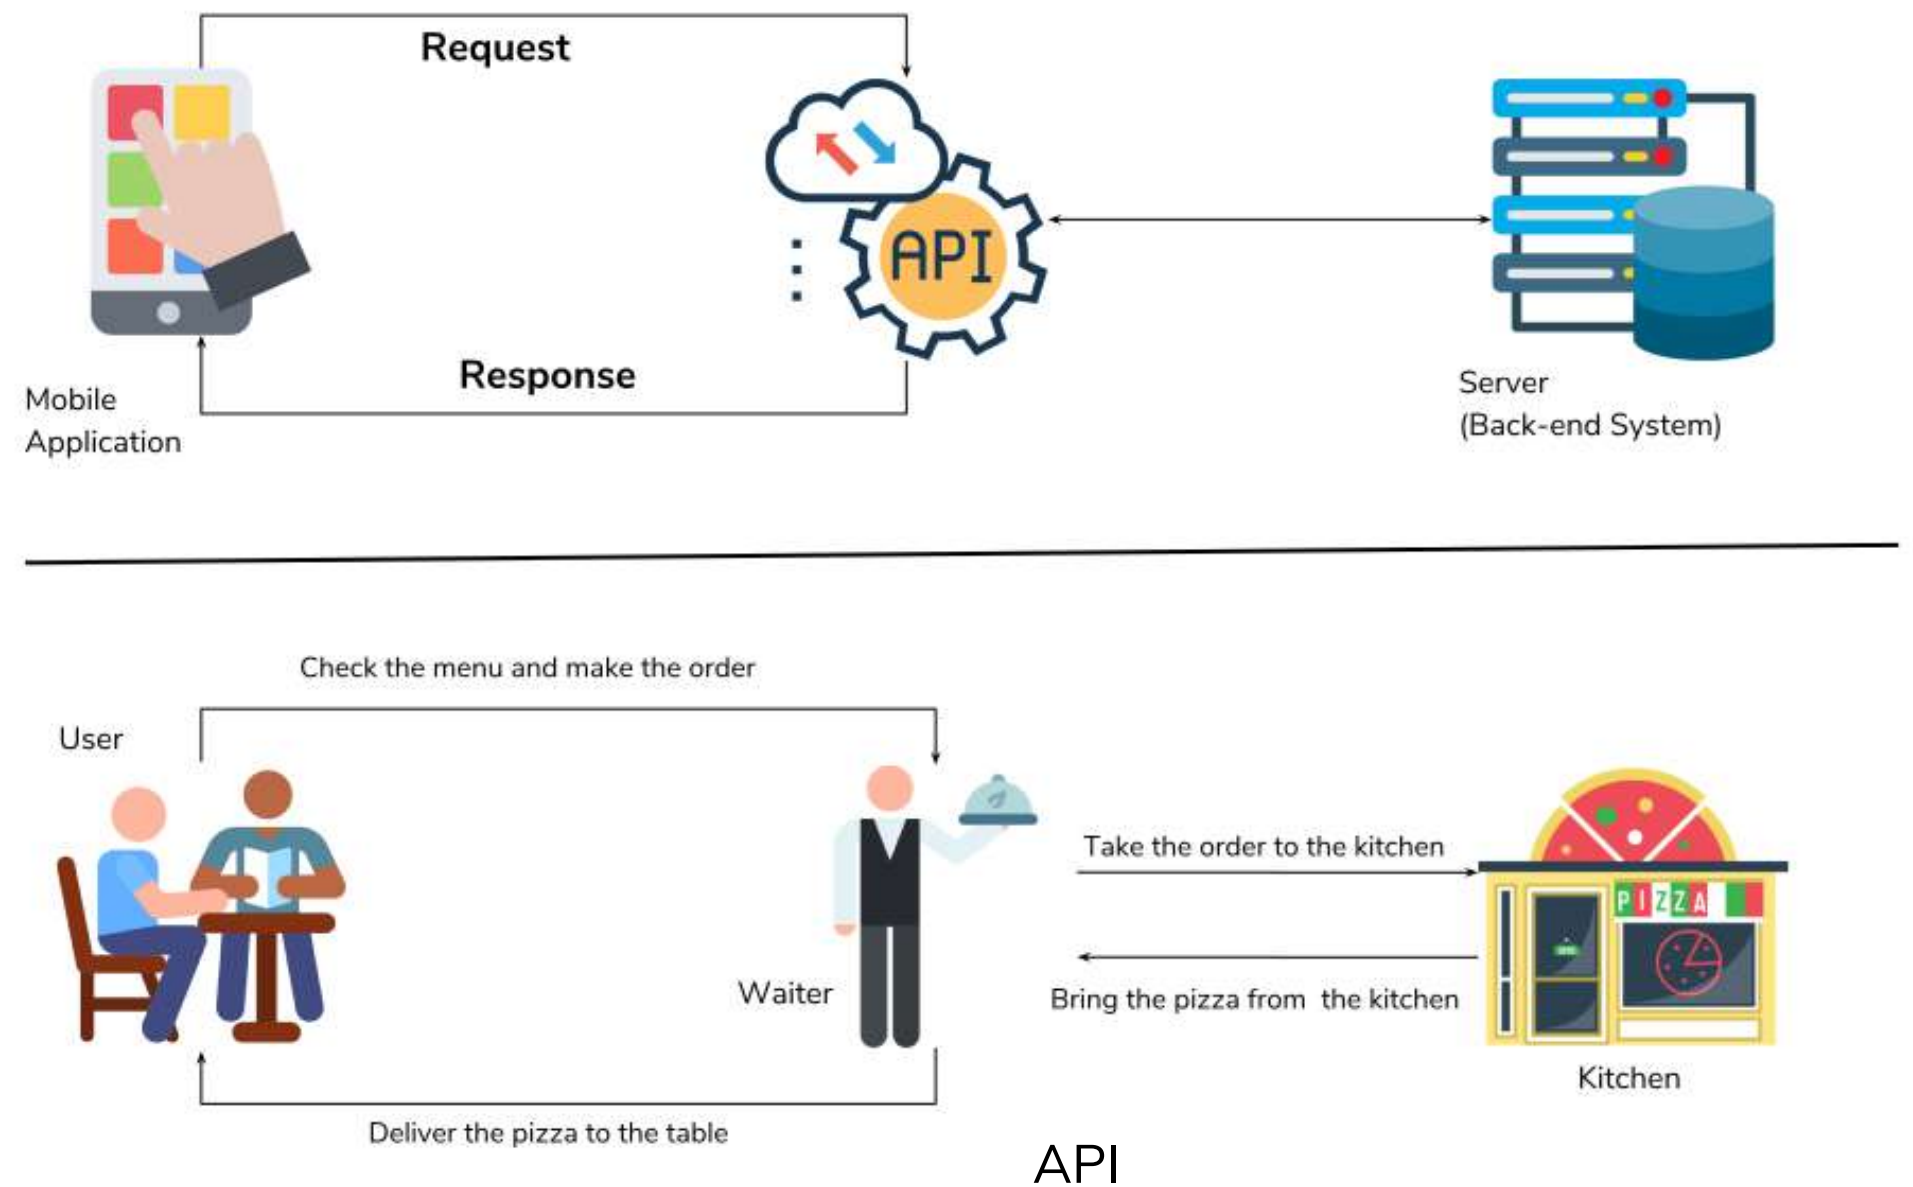 Request
API
Response
Mobile
Application
Server
(Back-end System)
Check the menu and make the order
User
Take the order to the kitchen
PIZZA
Waiter
Bring the pizza from the kitchen
Kitchen
Deliver the pizza to the table
API